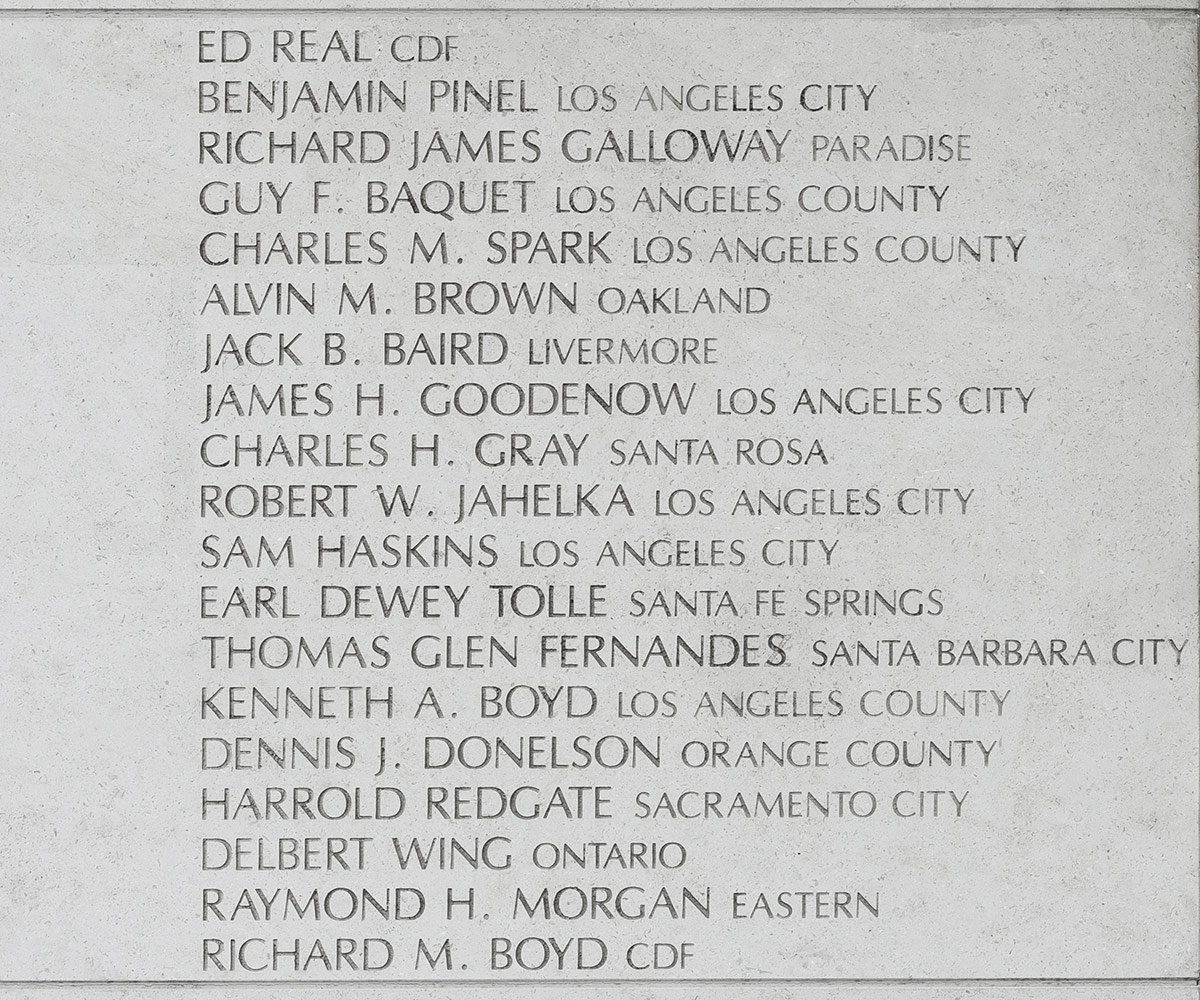 ED REAL CDF
BENJAMIN PINEL LOS ANGELES CITY
RICHARD JAMES GALLOWAY PARADISE
GUY F. BAQUET LOS ANGELES COUNTY
CHARLES M. SPARK LOS ANGELES COUNTY
ALVIN M. BROWN OAKLAND
JACK B. BAIRD LIVERMORE
JAMES H. GOODENOW LOS ANGELES CITY
CHARLES H. GRAY SANTA ROSA
ROBERT W. JAHELKA LOS ANGELES CITY
SAM HASKINS LOS ANGELES CITY
EARL DEWEY TOLLE SANTA FE SPRINGS
THOMAS GLEN FERNANDES SANTA BARBARA CITY
KENNETH A. BOYD LOS ANGELES COUNTY
DENNIS J. DONELSON ORANGE COUNTY
HARROLD REDGATE SACRAMENTO CITY
DELBERT WING ONTARIO
RAYMOND H. MORGAN EASTERN
RICHARD M. BOYD CDF